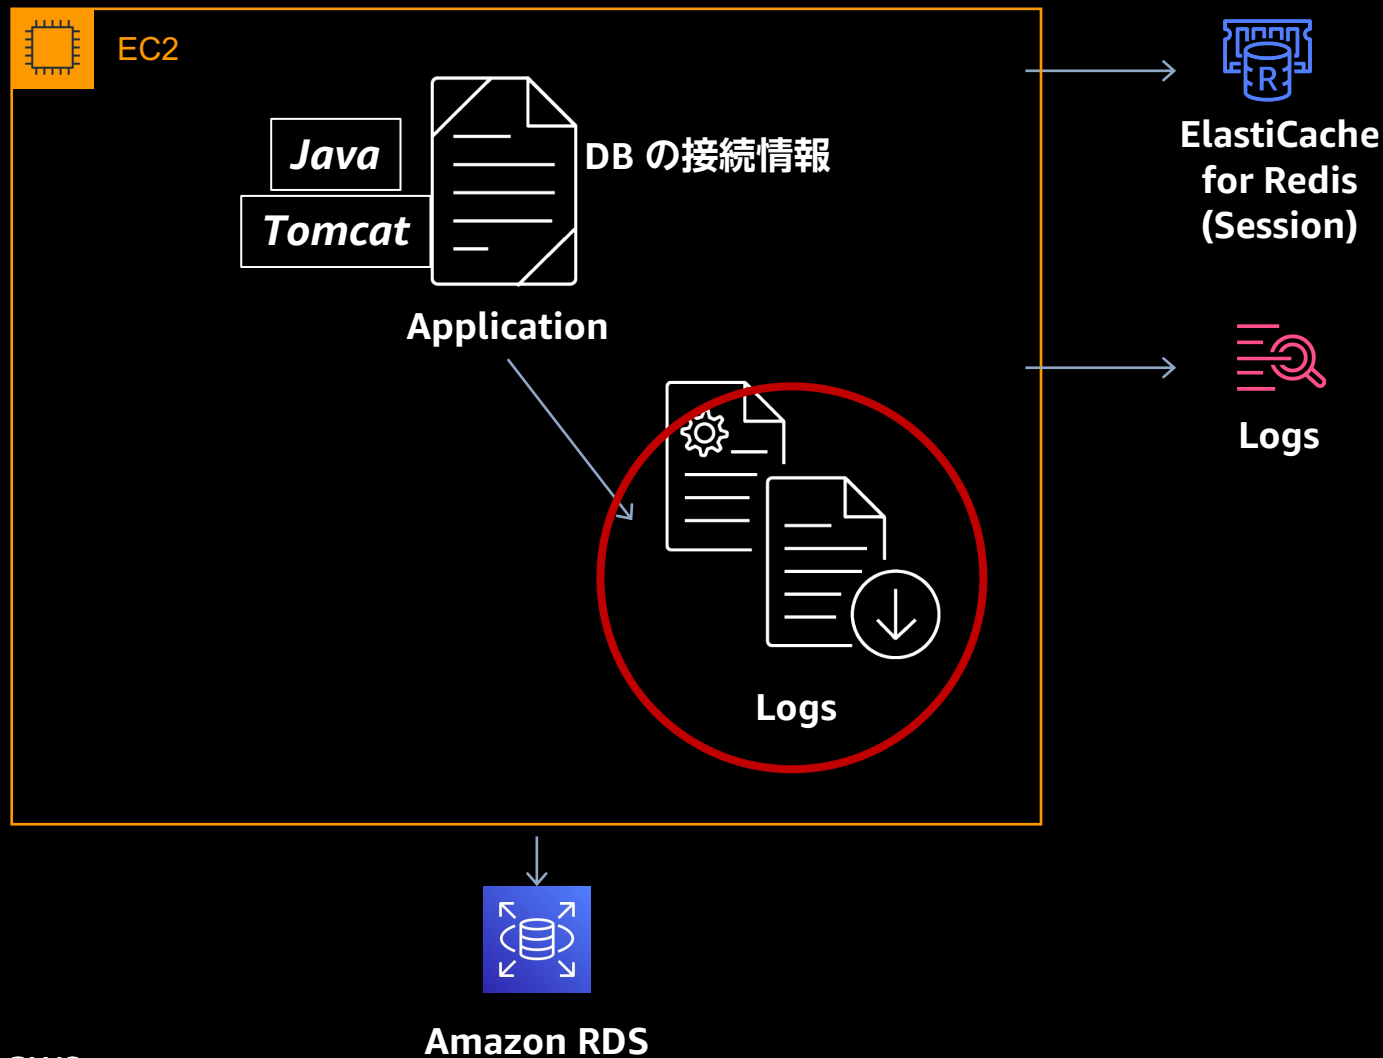 EC2
Java
Tomcat
DB の接続情報
Application
Logs
ElastiCache
for Redis
(Session)
Logs
Amazon RDS